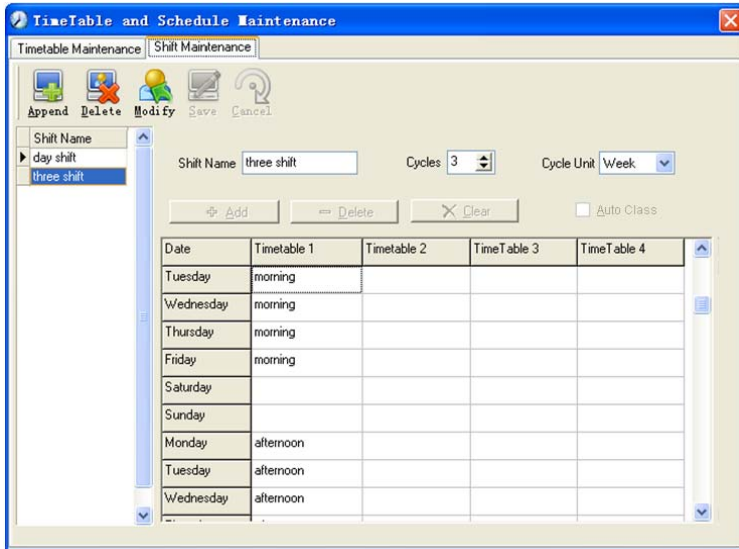 TimeTable and Schedule Maintenance
Timetable Maintenance Shift Maintenance
Append Delete Modify Save Cancel
Shift Name
day shift
three shift
Shift Name three shift Cycles 3 Cycle Unit Week
Add Delete Clear Auto Class
Date Timetable 1 Timetable 2 TimeTable 3 TimeTable 4
Tuesday morning
Wednesday morning
Thursday morning
Friday morning
Saturday
Sunday
Monday afternoon
Tuesday afternoon
Wednesday afternoon